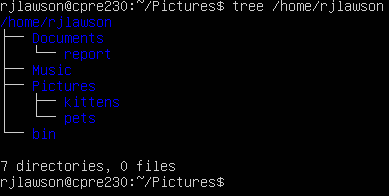 rjlawson@cpre230:~/Pictures$ tree /home/rjlawson
/home/rjlawson
├── Documents
│   └── report
├── Music
├── Pictures
│   ├── kittens
│   └── pets
└── bin

7 directories, 0 files
rjlawson@cpre230:~/Pictures$